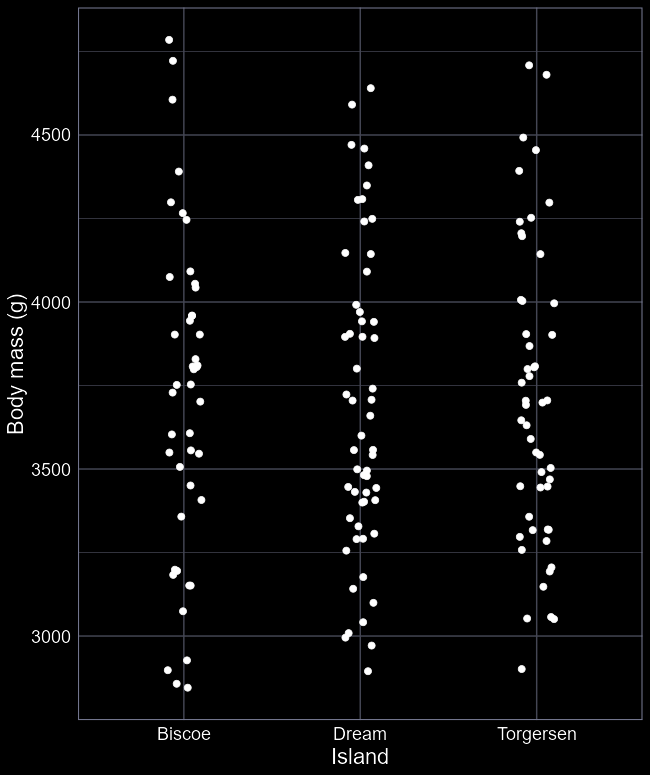 Body mass (g)
4500
4000
3500
3000
Biscoe
Dream
Torgersen
Island